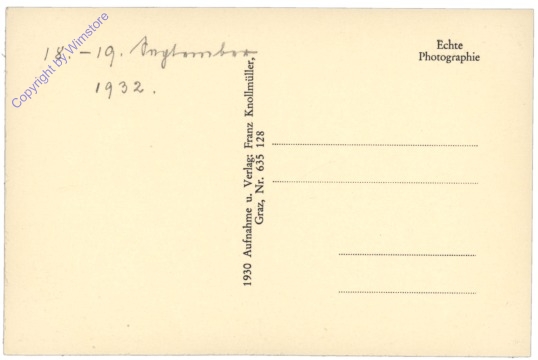 18.-19. September
1932.
Echte
Photographie
1930 Aufnahme u. Verlag: Franz Knollmüller,
Graz, Nr. 635 128
Copyright by Wimstore